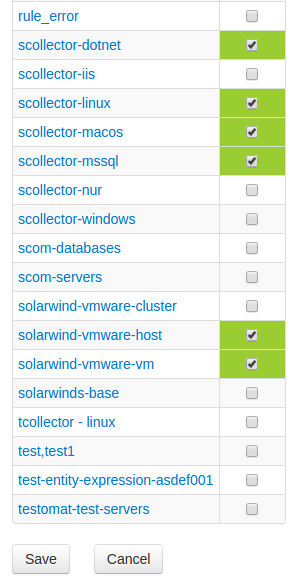 rule_error
scollector-dotnet
scollector-iis
scollector-linux
scollector-macos
scollector-mssql
scollector-nur
scollector-windows
scom-databases
scom-servers
solarwind-vmware-cluster
solarwind-vmware-host
solarwind-vmware-vm
solarwinds-base
tcollector - linux
test,test1
test-entity-expression-asdef001
testomat-test-servers
Save Cancel